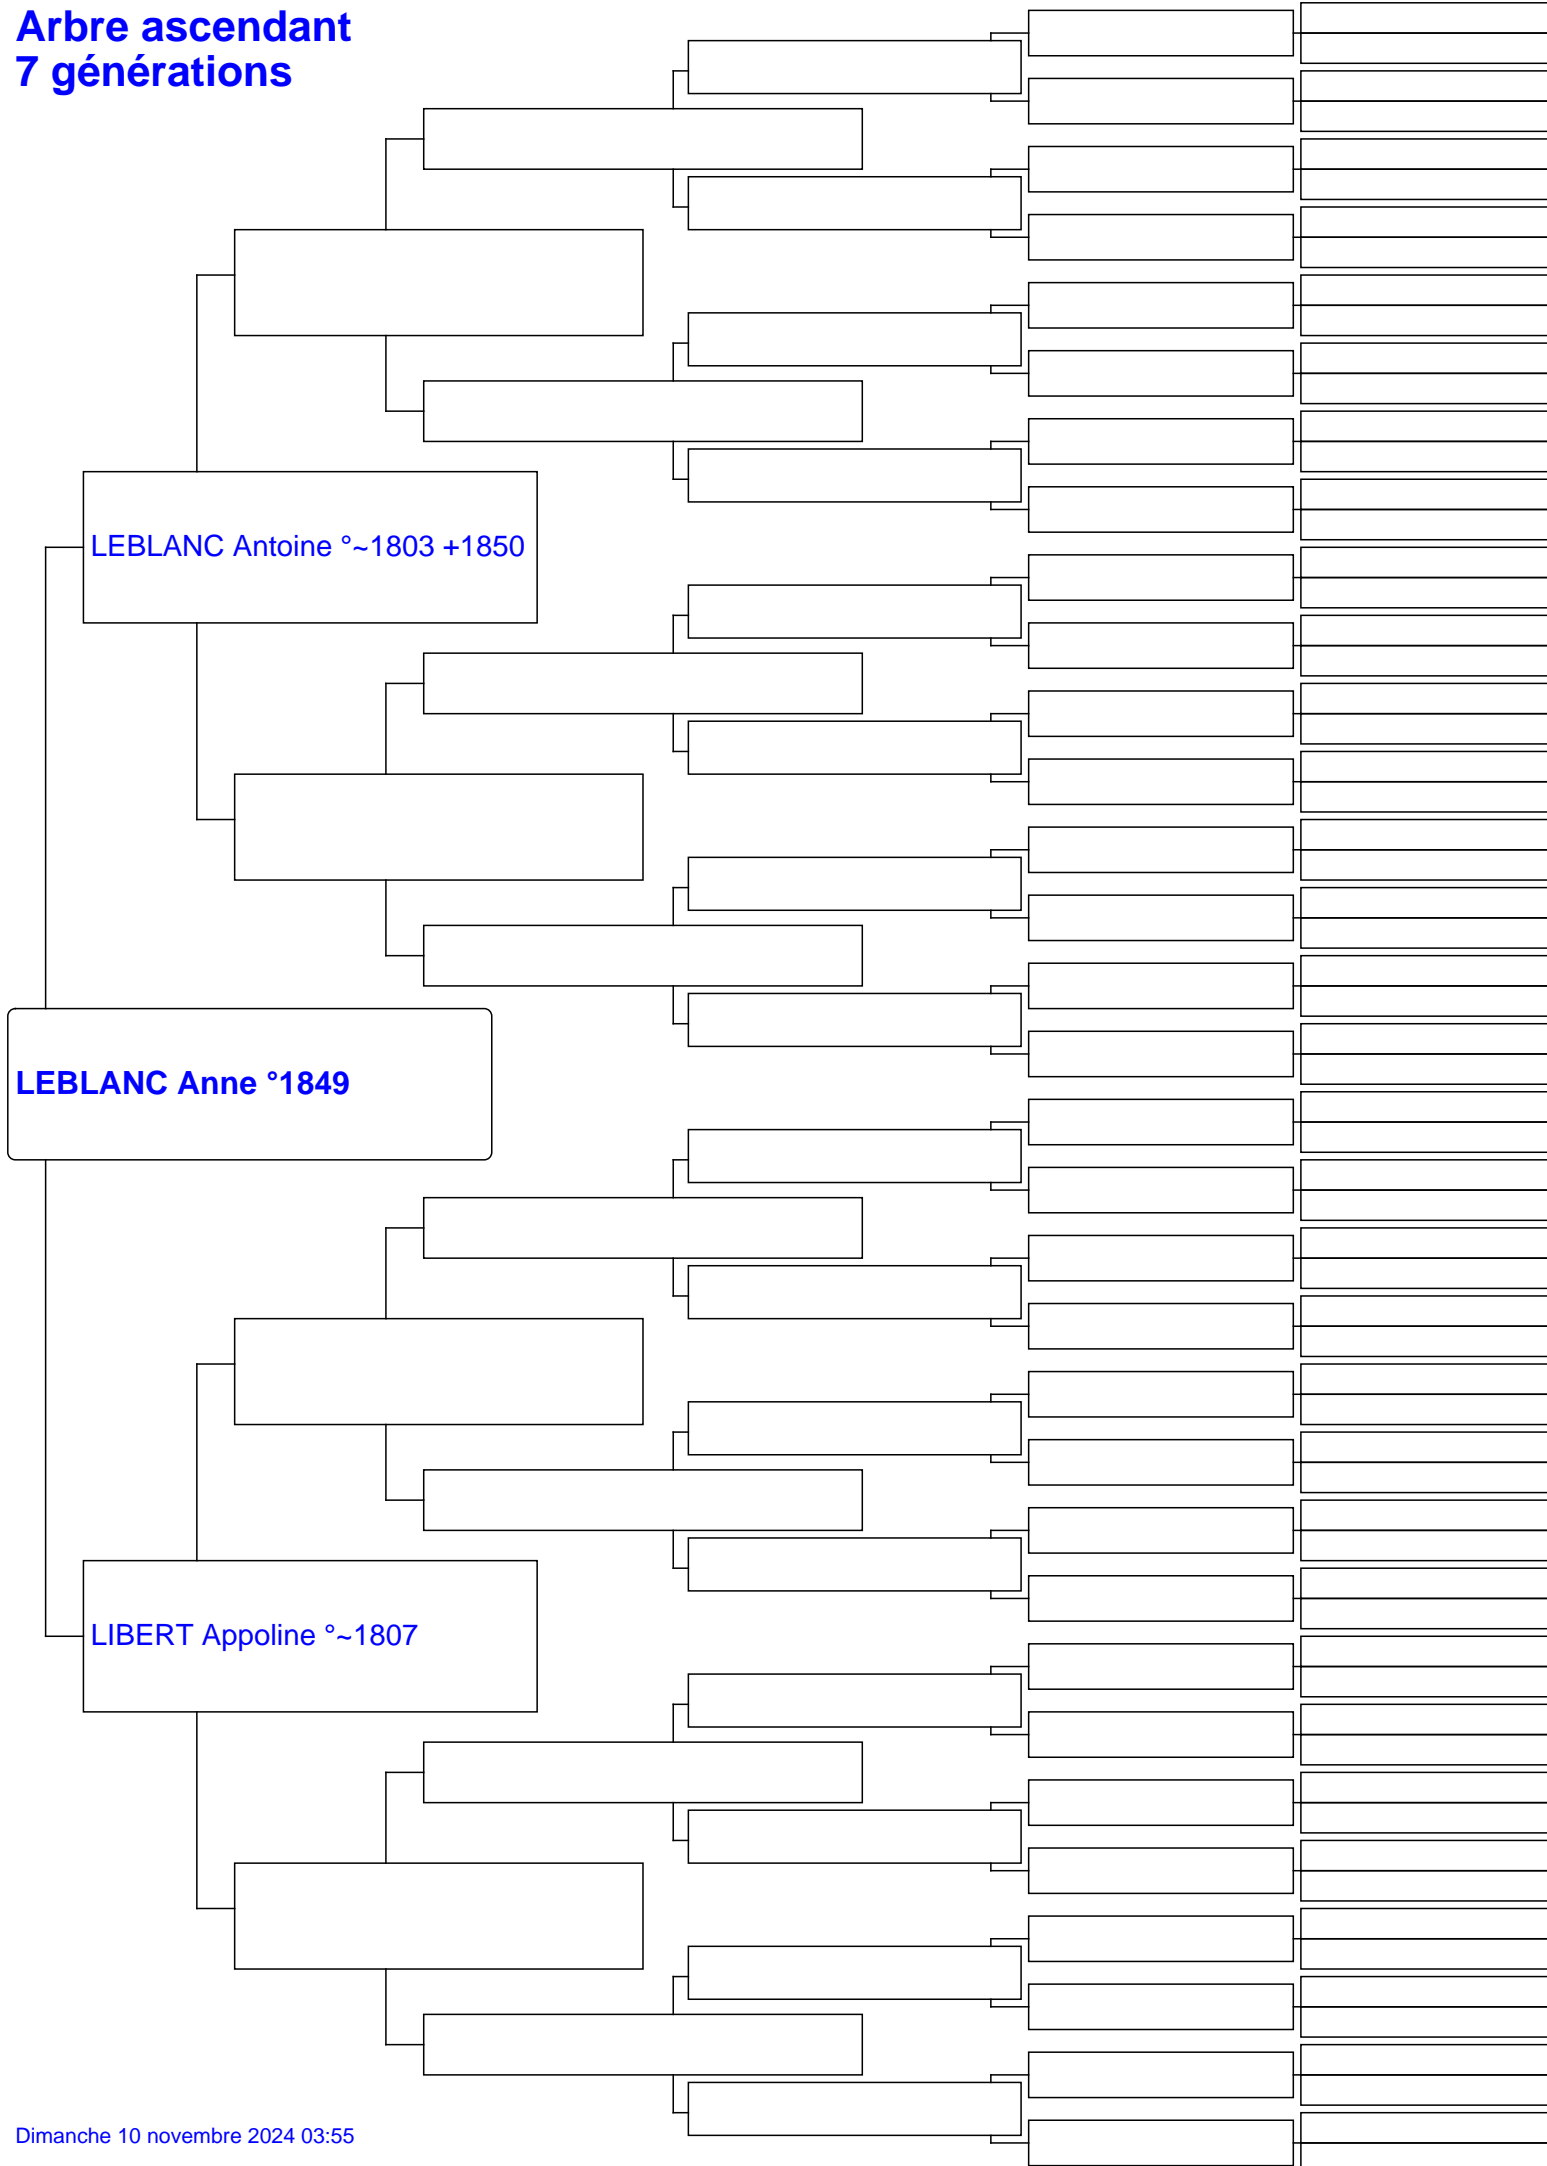 Arbre ascendant
7 générations
LEBLANC Antoine °~1803 +1850
LEBLANC Anne °1849
LIBERT Appoline °~1807
Dimanche 10 novembre 2024 03:55